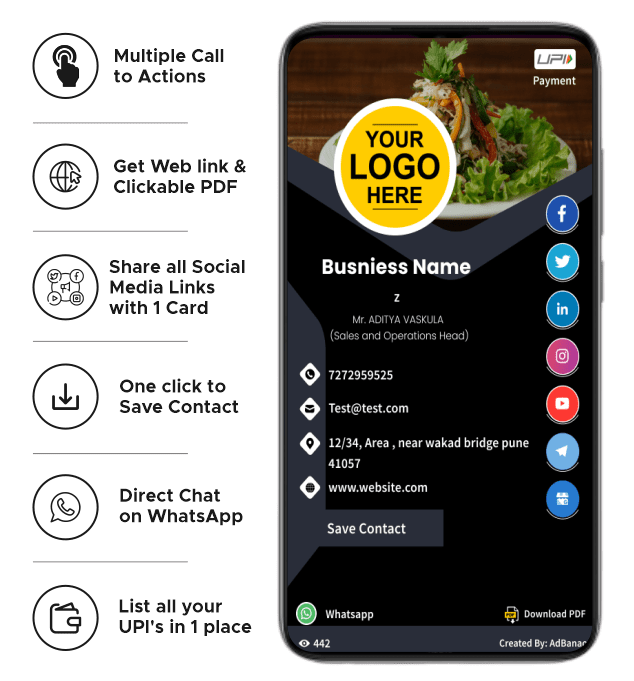 Multiple Call
to Actions
Get Web link &
Clickable PDF
Share all Social
Media Links
with 1 Card
One click to
Save Contact
Direct Chat
on WhatsApp
List all your
UPI's in 1 place
UPI
Payment
YOUR
LOGO
HERE
Busniess Name
z
Mr. ADITYA VASKULA
(Sales and Operations Head)
7272959525
Test@test.com
12/34, Area , near wakad bridge pune
41057
www.website.com
Save Contact
Whatsapp
Download PDF
442
Created By: AdBanao